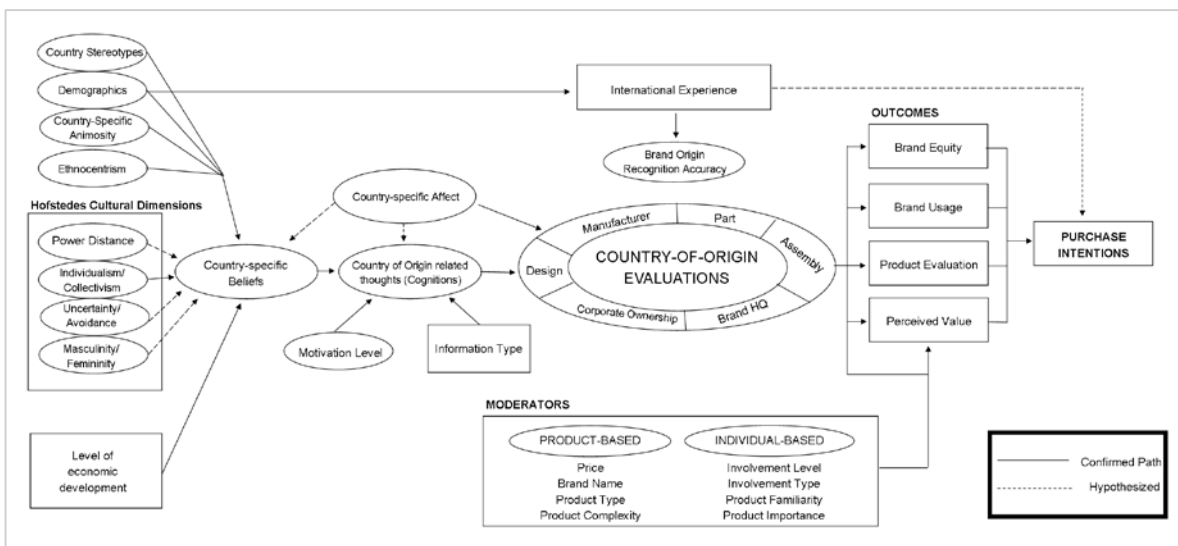 Country Stereotypes
Demographics
Country-Specific
Animosity
Ethnocentrism
Hofstedes Cultural Dimensions
Power Distance
Individualism/
Collectivism
Uncertainty/
Avoidance
Masculinity/
Femininity
Level of
economic
development
Country-specific
Beliefs
Country-specific Affect
Country of Origin related
thoughts (Cognitions)
Motivation Level
Information Type
International Experience
Brand Origin
Recognition Accuracy
Manufacturer
Part
Assembly
Design
COUNTRY-OF-ORIGIN
EVALUATIONS
Corporate Ownership
Brand HQ
OUTCOMES
Brand Equity
Brand Usage
Product Evaluation
Perceived Value
PURCHASE
INTENTIONS
MODERATORS
PRODUCT-BASED
Price
Brand Name
Product Type
Product Complexity
INDIVIDUAL-BASED
Involvement Level
Involvement Type
Product Familiarity
Product Importance
Confirmed Path
Hypothesized